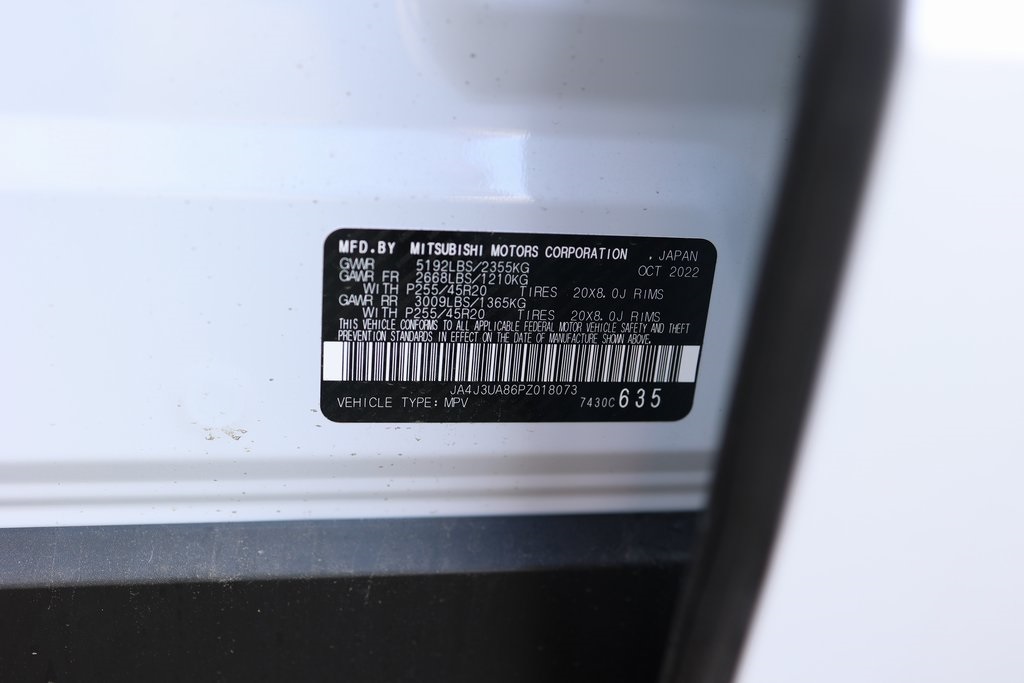 MFD.BY MITSUBISHI MOTORS CORPORATION , JAPAN
GVWR 5192LBS/2355KG OCT 2022
GAWR FR 2668LBS/1210KG
WITH P255/45R20 TIRES 20X8.0J RIMS
GAWR RR 3009LBS/1365KG
WITH P255/45R20 TIRES 20X8.0J RIMS
THIS VEHICLE CONFORMS TO ALL APPLICABLE FEDERAL MOTOR VEHICLE SAFETY AND THEFT
PREVENTION STANDARDS IN EFFECT ON THE DATE OF MANUFACTURE SHOWN ABOVE.
JA4J3UA86PZ018073
VEHICLE TYPE: MPV 7430C 635